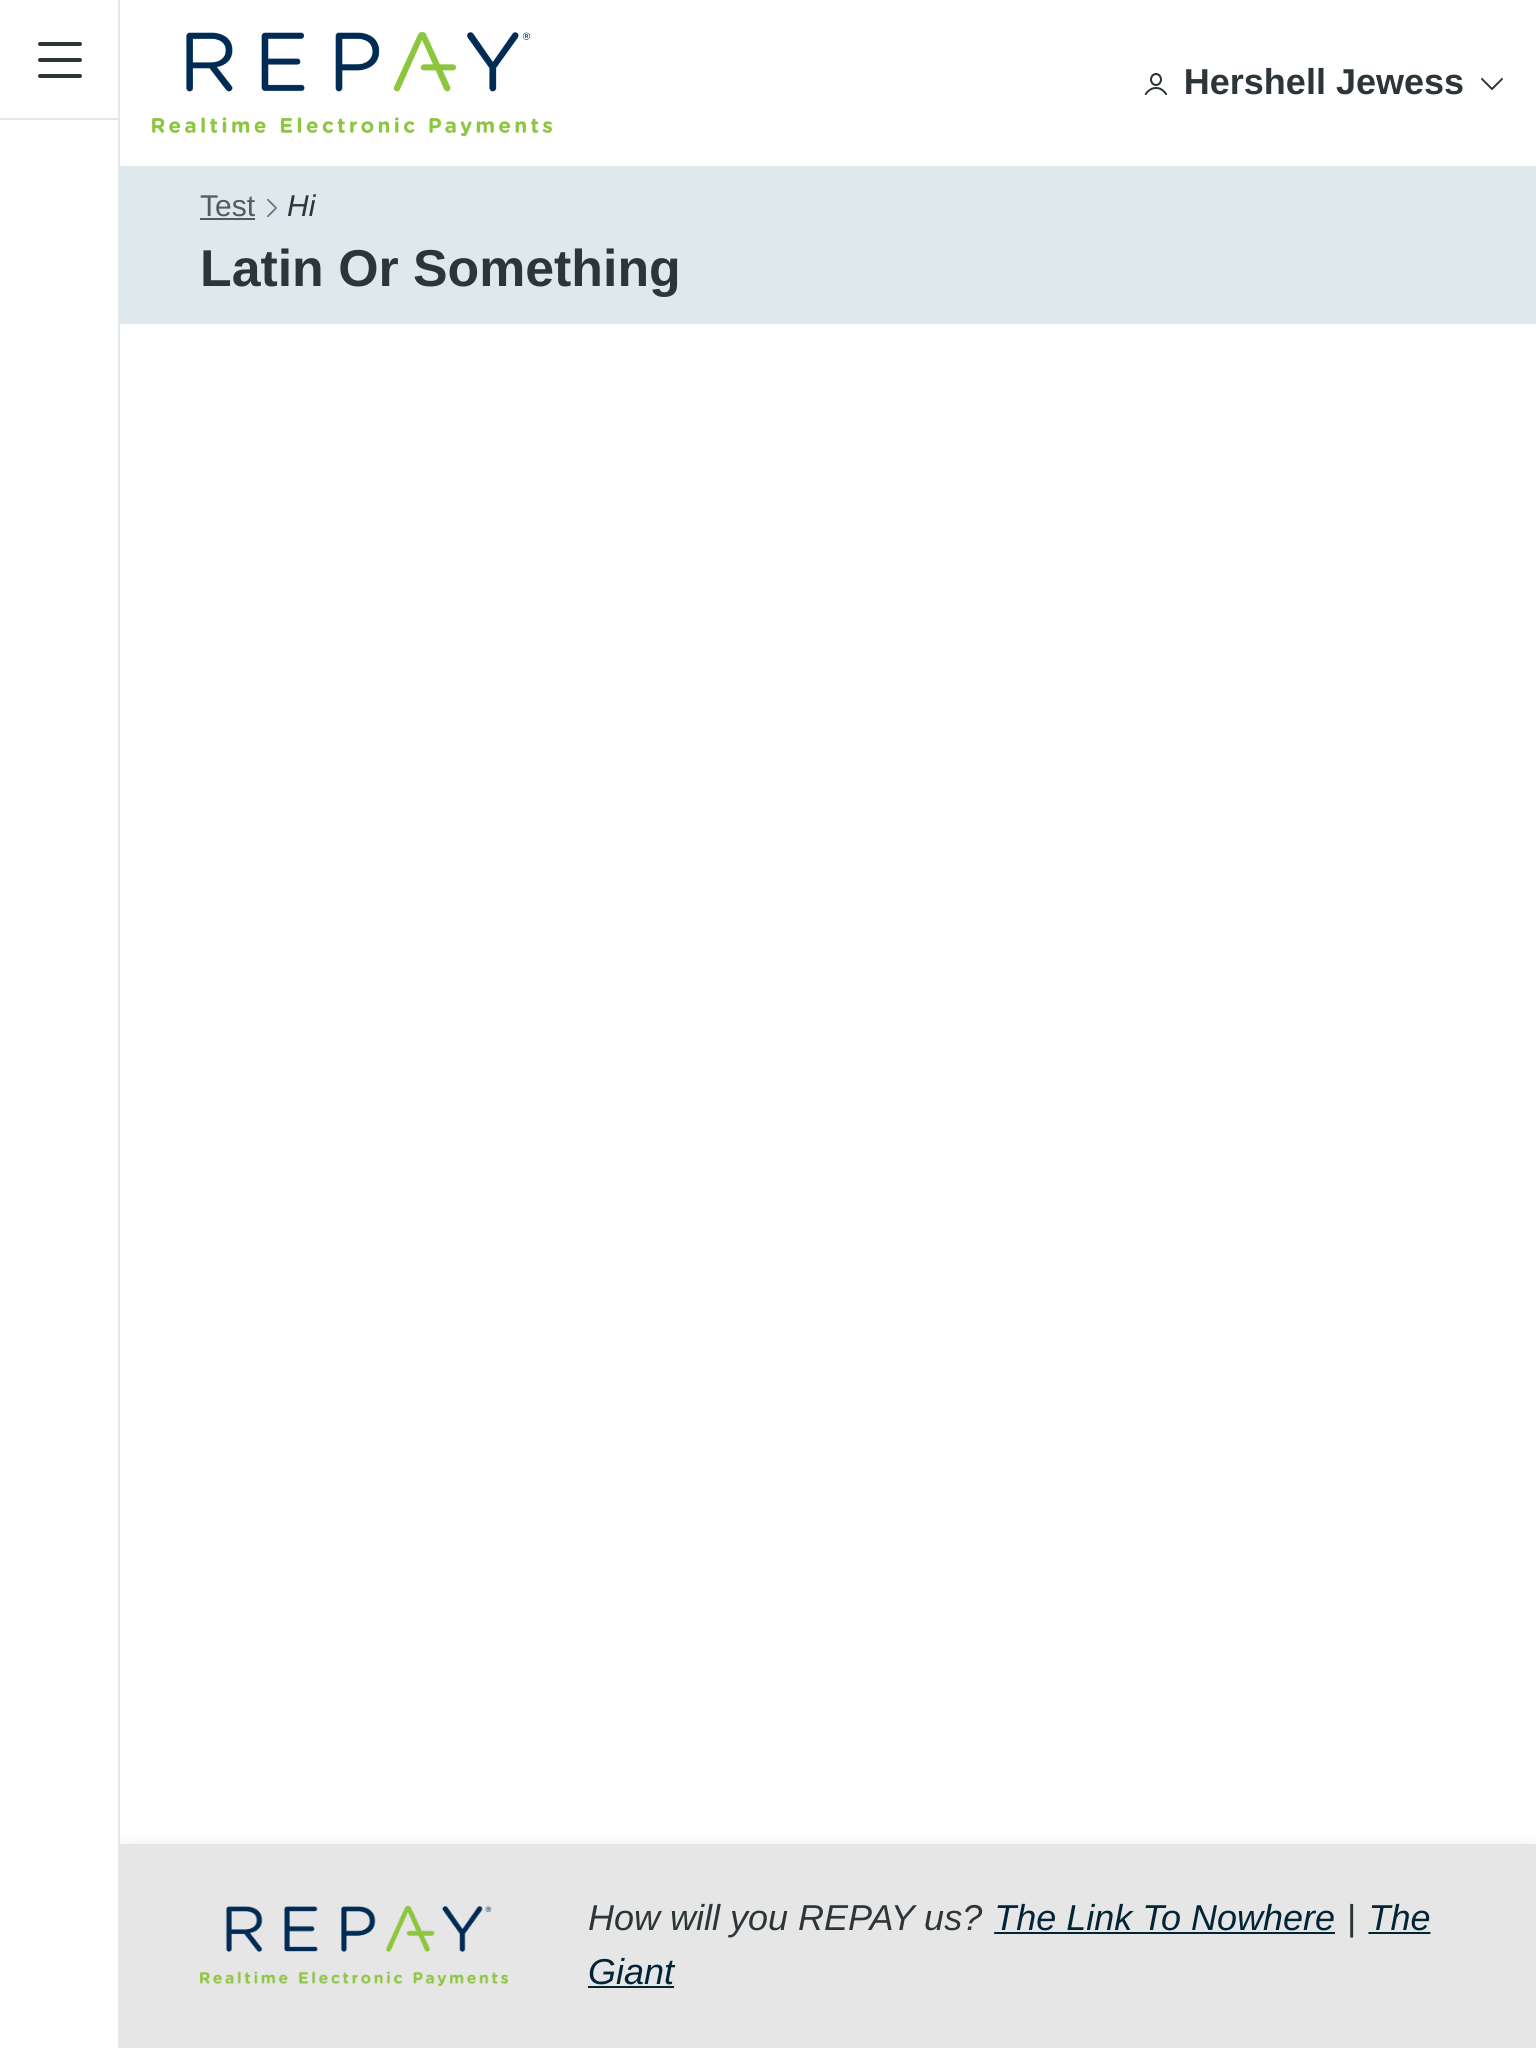 REPAY®
Realtime Electronic Payments
Hershell Jewess
Test > Hi
Latin Or Something
REPAY®
Realtime Electronic Payments
How will you REPAY us? The Link To Nowhere | The
Giant